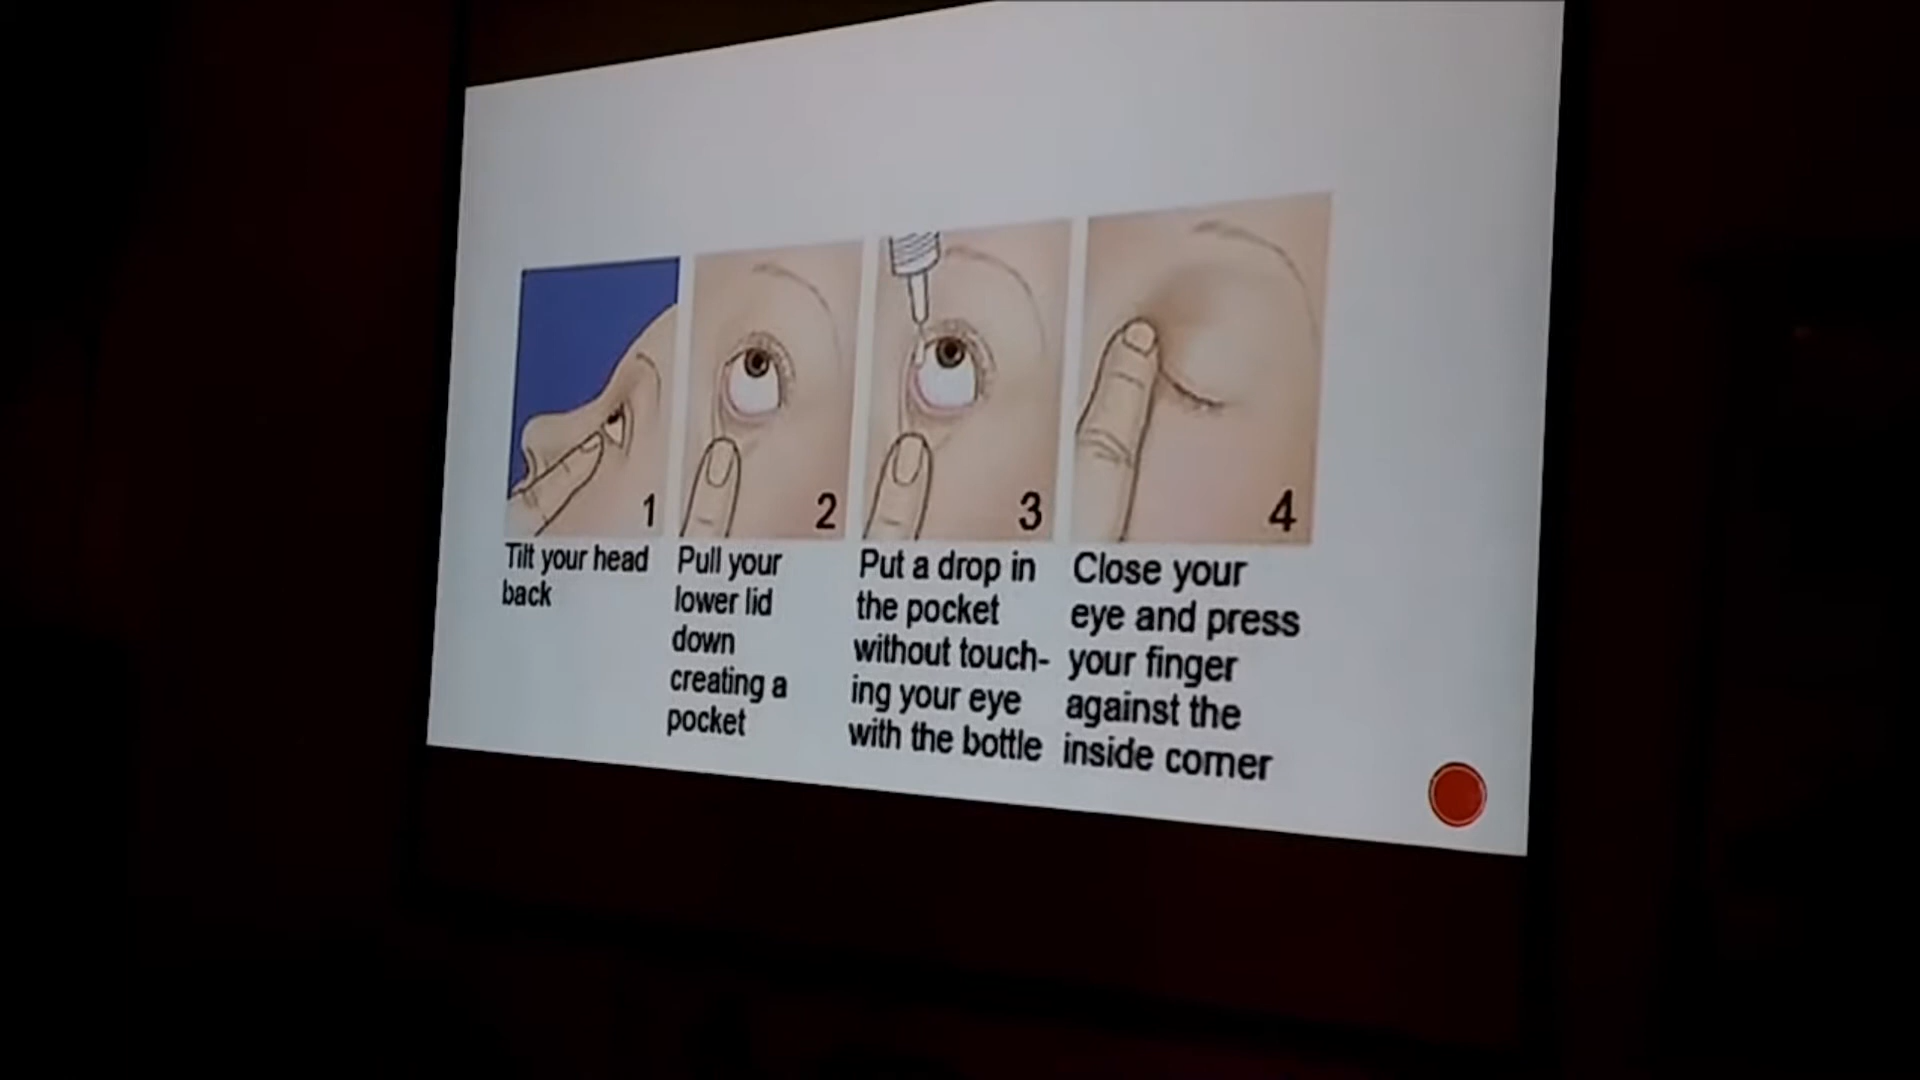 1
Tilt your head
back
2
Pull your
lower lid
down
creating a
pocket
3
Put a drop in
the pocket
without touch-
ing your eye
with the bottle
4
Close your
eye and press
your finger
against the
inside corner